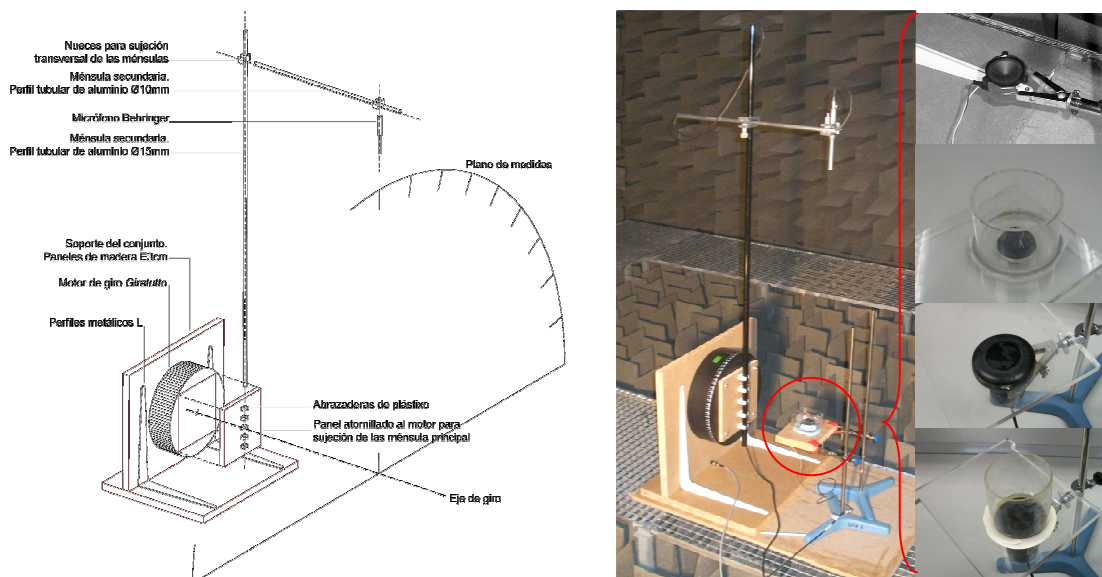 Nueces para sujeción
transversal de las ménsulas
Ménsula secundaria.
Perfil tubular de aluminio Ø10mm
Micrófono Behringer
Ménsula secundaria.
Perfil tubular de aluminio Ø15mm
Plano de medidas
Soporte del conjunto.
Paneles de madera E3cm
Motor de giro Giratutto
Perfiles metálicos L
Abrazaderas de plástixo
Panel atornillado al motor para
sujeción de las ménsula principal
Eje de giro